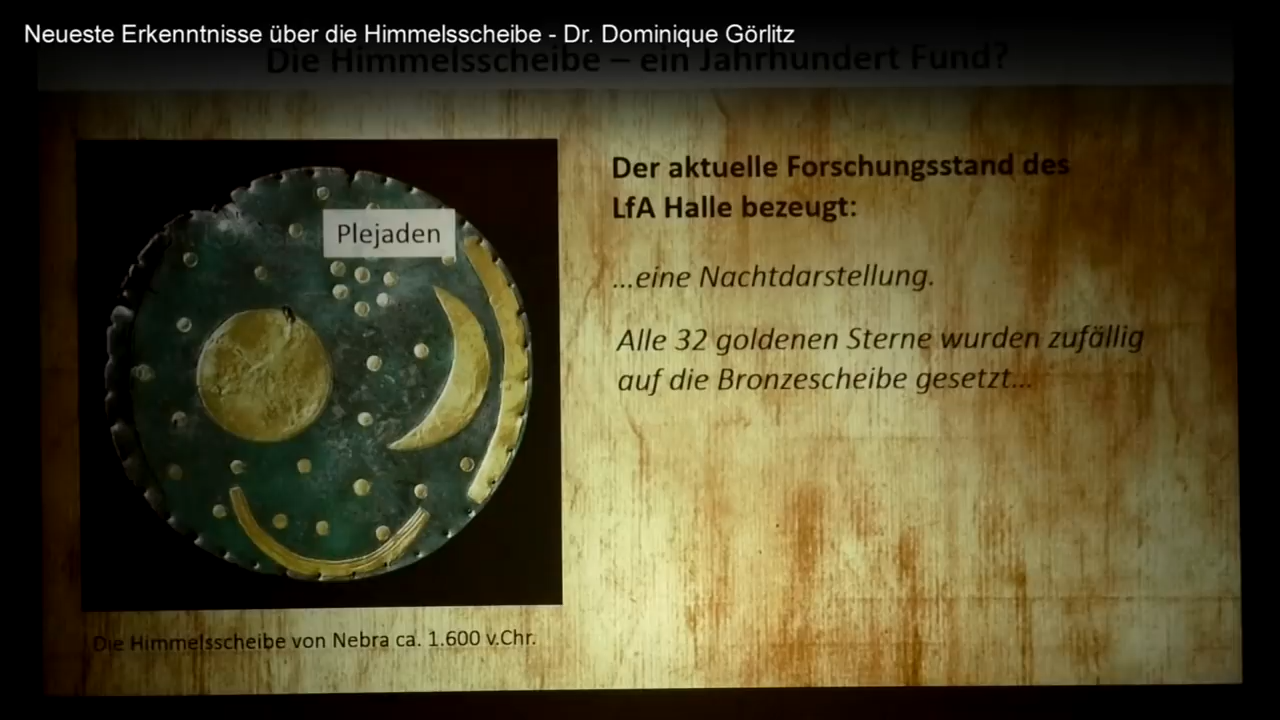 Neueste Erkenntnisse über die Himmelsscheibe - Dr. Dominique Görlitz
Die Himmelsscheibe – ein Jahrhundert Fund?
Plejaden
Der aktuelle Forschungsstand des
LfA Halle bezeugt:
...eine Nachtdarstellung.
Alle 32 goldenen Sterne wurden zufällig
auf die Bronzescheibe gesetzt...
Die Himmelsscheibe von Nebra ca. 1.600 v.Chr.